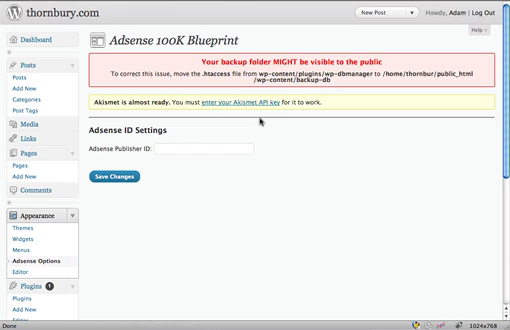 thornbury.com
New Post
Howdy, Adam | Log Out
Help
Dashboard
Adsense 100K Blueprint
Your backup folder MIGHT be visible to the public
To correct this issue, move the .htaccess file from wp-content/plugins/wp-dbmanager to /home/thornbur/public_html
/wp-content/backup-db
Akismet is almost ready. You must enter your Akismet API key for it to work.
Adsense ID Settings
Adsense Publisher ID:
Save Changes
Posts
Posts
Add New
Categories
Post Tags
Media
Links
Pages
Pages
Add New
Comments
Appearance
Themes
Widgets
Menus
Adsense Options
Editor
Plugins 1
Plugins
Add New
Editor
Done
1024x768